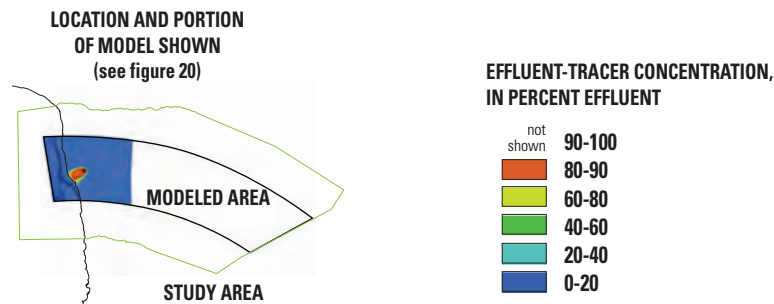 LOCATION AND PORTION
OF MODEL SHOWN
(see figure 20)
MODELED AREA
STUDY AREA
EFFLUENT-TRACER CONCENTRATION,
IN PERCENT EFFLUENT
not
shown 90-100
80-90
60-80
40-60
20-40
0-20